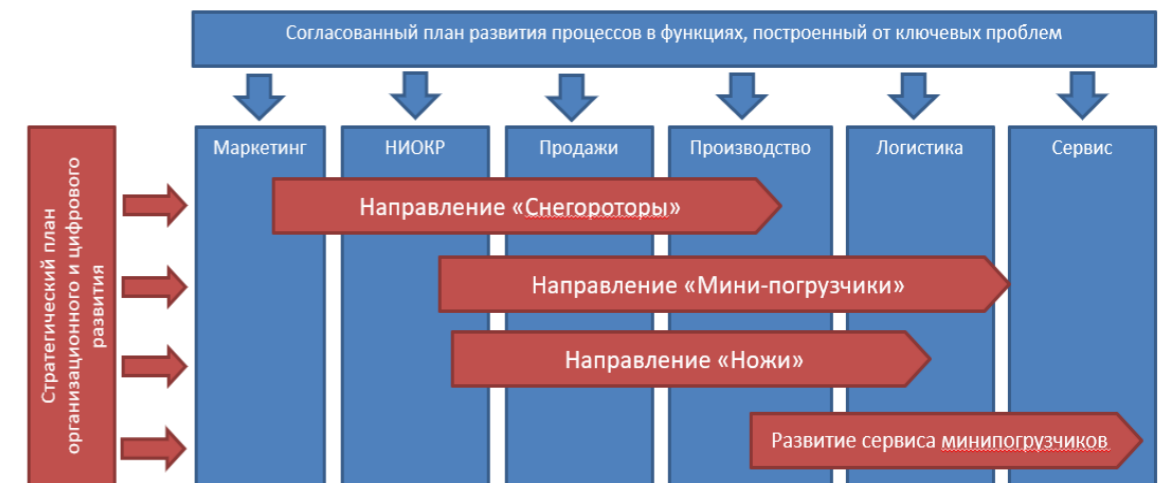 Согласованный план развития процессов в функциях, построенный от ключевых проблем
Стратегический план
организационного и цифрового
развития
Маркетинг
НИОКР
Продажи
Производство
Логистика
Сервис
Направление «Снегороторы»
Направление «Мини-погрузчики»
Направление «Ножи»
Развитие сервиса минипогрузчиков